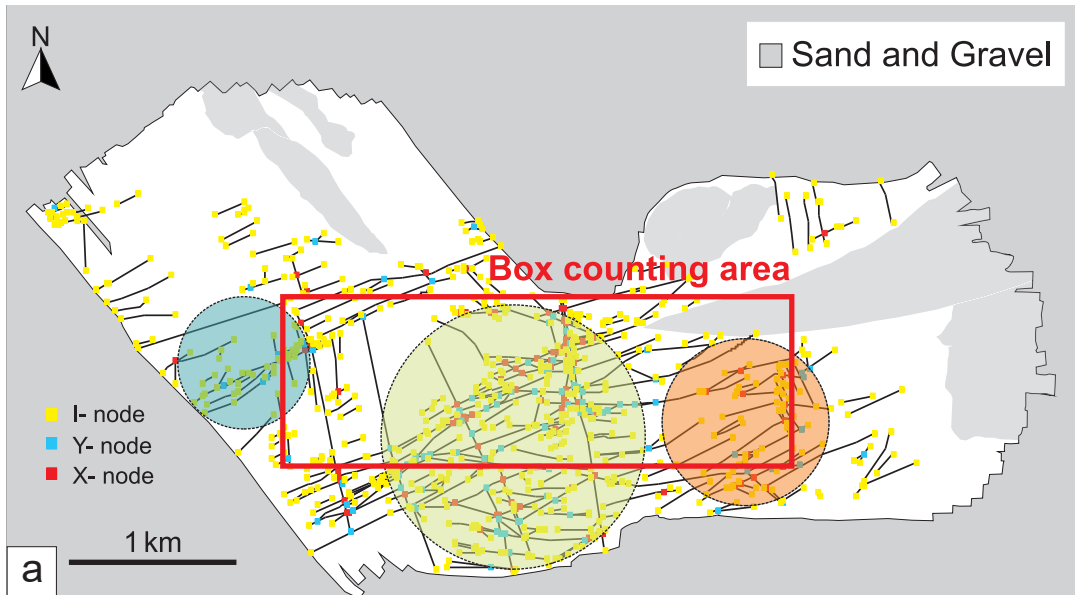 N
Sand and Gravel
Box counting area
I- node
Y- node
X- node
1 km
a